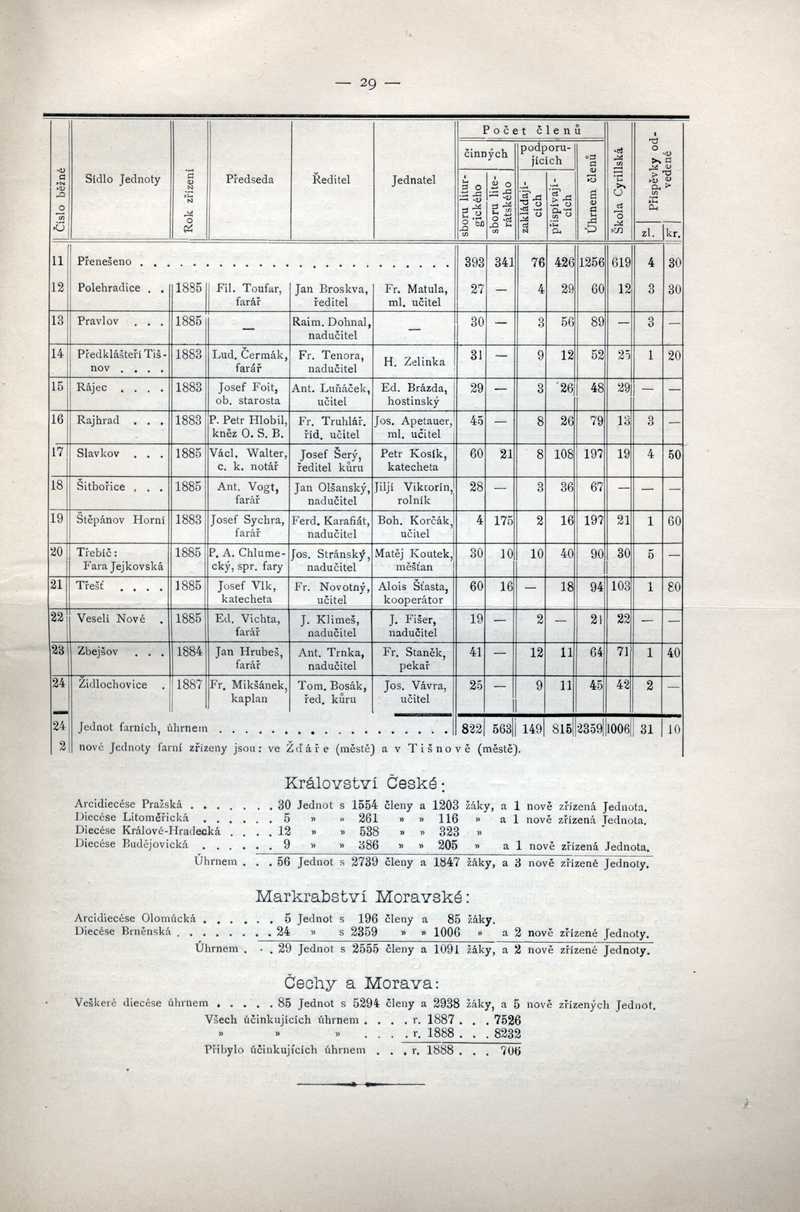 — 29 —
Číslo běžné | Sídlo Jednoty | Rok zřízení | Předseda | Ředitel | Jednatel | Počet členů | Škola Cyrillská | Příspěvky odvedené
činných | podporujících | Úhrnem členů
sboru liturgického | sboru literátského | zakládajících | přispívajících | zl. | kr.
11 Přenešeno . . . . . . . . . . . . . . . . . . . . 393 341 76 426 1256 619 4 30
12 Polehradice . . 1885 Fil. Toufar, Jan Broskva, Fr. Matula, 27 — 4 29 60 12 3 30
farář ředitel ml. učitel
13 Pravlov . . . 1885 — Raim. Dohnal, — 30 — 3 56 89 — 3 —
nadučitel
14 Předklášteří Tiš- 1883 Lud. Čermák, Fr. Tenora, H. Zelinka 31 — 9 12 52 25 1 20
nov . . . . farář nadučitel
15 Rájec . . . . 1883 Josef Foit, Ant. Luňáček, Ed. Brázda, 29 — 3 26 48 29 — —
ob. starosta učitel hostinský
16 Rajhrad . . . 1883 P. Petr Hlobil, Fr. Truhlář. Jos. Apetauer, 45 — 8 26 79 13 3 —
kněz O. S. B. říd. učitel ml. učitel
17 Slavkov . . . 1885 Václ. Walter, Josef Šerý, Petr Kosík, 60 21 8 108 197 19 4 50
c. k. notář ředitel kůru katecheta
18 Šitbořice . . . 1885 Ant. Vogt, Jan Olšanský, Jiljí Viktorín, 28 — 3 36 67 — — —
farář nadučitel rolník
19 Štěpánov Horní 1883 Josef Sychra, Ferd. Karafiát, Boh. Korčák, 4 175 2 16 197 21 1 60
farář nadučitel učitel
20 Třebíč: 1885 P. A. Chlume- Jos. Stránský, Matěj Koutek, 30 10 10 40 90 30 5 —
Fara Jejkovská cký, spr. fary nadučitel měšťan
21 Třešť . . . . 1885 Josef Vlk, Fr. Novotný, Alois Šťasta, 60 16 — 18 94 103 1 80
katecheta učitel kooperátor
22 Veselí Nové . 1885 Ed. Vichta, J. Klimeš, J. Fišer, 19 — 2 — 21 22 — —
farář nadučitel nadučitel
23 Zbejšov . . . 1884 Jan Hrubeš, Ant. Trnka, Fr. Staněk, 41 — 12 11 64 71 1 40
farář nadučitel pekař
24 Židlochovice . 1887 Fr. Mikšánek, Tom. Bosák, Jos. Vávra, 25 — 9 11 45 42 2 —
kaplan řed. kůru učitel
24 Jednot farních, úhrnem . . . . . . . . . . . . . . . . 822 563 149 815 2359 1006 31 10
2 nové Jednoty farní zřízeny jsou: ve Žďáře (městě) a v Tišnově (městě).
Království České:
Arcidiecése Pražská . . . . . . . 30 Jednot s 1554 členy a 1203 žáky, a 1 nově zřízená Jednota.
Diecése Litoměřická . . . . . . 5 » » 261 » » 116 » a 1 nově zřízená Jednota.
Diecése Králové-Hradecká . . . . 12 » » 538 » » 323 »
Diecése Budějovická . . . . . . 9 » » 386 » » 205 » a 1 nově zřízená Jednota.
Úhrnem . . . 56 Jednot s 2739 členy a 1847 žáky, a 3 nově zřízené Jednoty.
Markrabství Moravské:
Arcidiecése Olomúcká . . . . . . 5 Jednot s 196 členy a 85 žáky.
Diecése Brněnská . . . . . . . . 24 » s 2359 » » 1006 » a 2 nově zřízené Jednoty.
Úhrnem . . . 29 Jednot s 2555 členy a 1091 žáky, a 2 nově zřízené Jednoty.
Čechy a Morava:
Veškeré diecése úhrnem . . . . . 85 Jednot s 5294 členy a 2938 žáky, a 5 nově zřízených Jednot.
Všech účinkujících úhrnem . . . . r. 1887 . . . 7526
» » » . . . . r. 1888 . . . 8232
Přibylo účinkujících úhrnem . . . r. 1888 . . . 706